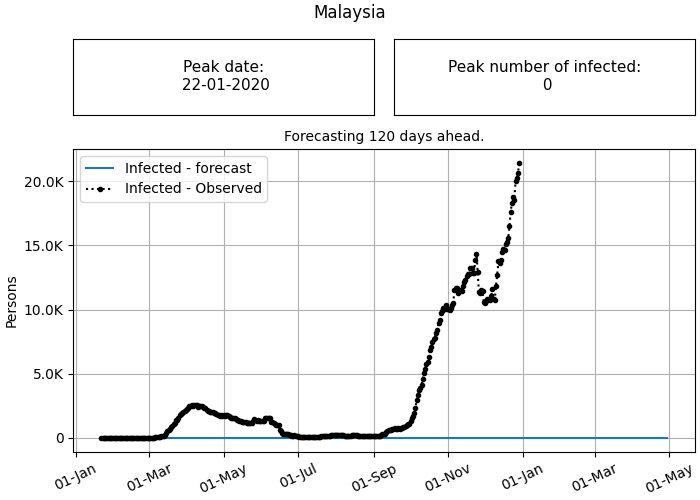 Malaysia
Peak date:
22-01-2020
Peak number of infected:
0
Forecasting 120 days ahead.
Infected - forecast
Infected - Observed
20.0K
15.0K
10.0K
5.0K
0
Persons
01-Jan
01-Mar
01-May
01-Jul
01-Sep
01-Nov
01-Jan
01-Mar
01-May